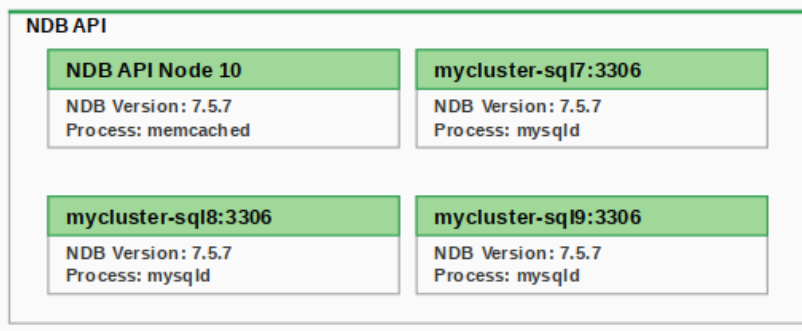 NDB API
NDB API Node 10
NDB Version: 7.5.7
Process: memcached
mycluster-sql7:3306
NDB Version: 7.5.7
Process: mysqld
mycluster-sql8:3306
NDB Version: 7.5.7
Process: mysqld
mycluster-sql9:3306
NDB Version: 7.5.7
Process: mysqld